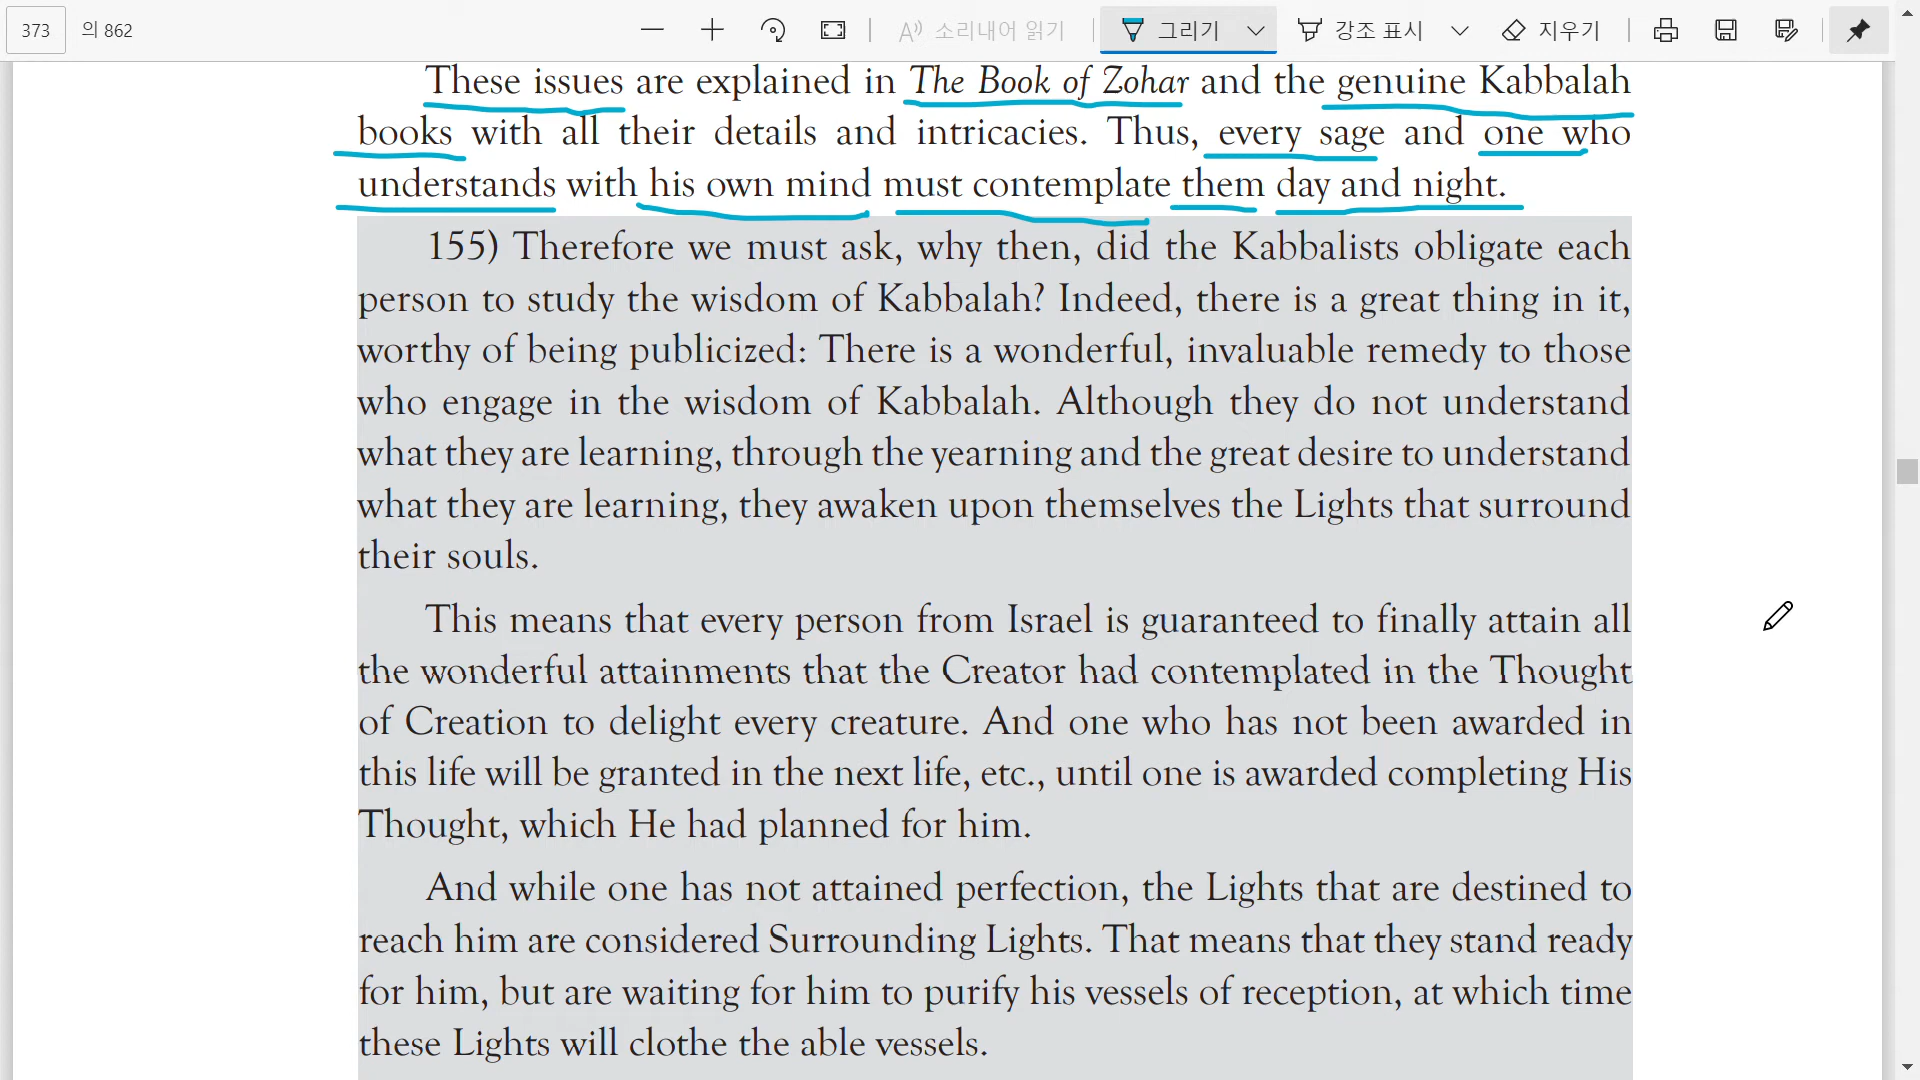 373 의 862 소리내어 읽기 그리기 강조 표시 지우기
These issues are explained in The Book of Zohar and the genuine Kabbalah
books with all their details and intricacies. Thus, every sage and one who
understands with his own mind must contemplate them day and night.
155) Therefore we must ask, why then, did the Kabbalists obligate each
person to study the wisdom of Kabbalah? Indeed, there is a great thing in it,
worthy of being publicized: There is a wonderful, invaluable remedy to those
who engage in the wisdom of Kabbalah. Although they do not understand
what they are learning, through the yearning and the great desire to understand
what they are learning, they awaken upon themselves the Lights that surround
their souls.
This means that every person from Israel is guaranteed to finally attain all
the wonderful attainments that the Creator had contemplated in the Thought
of Creation to delight every creature. And one who has not been awarded in
this life will be granted in the next life, etc., until one is awarded completing His
Thought, which He had planned for him.
And while one has not attained perfection, the Lights that are destined to
reach him are considered Surrounding Lights. That means that they stand ready
for him, but are waiting for him to purify his vessels of reception, at which time
these Lights will clothe the able vessels.